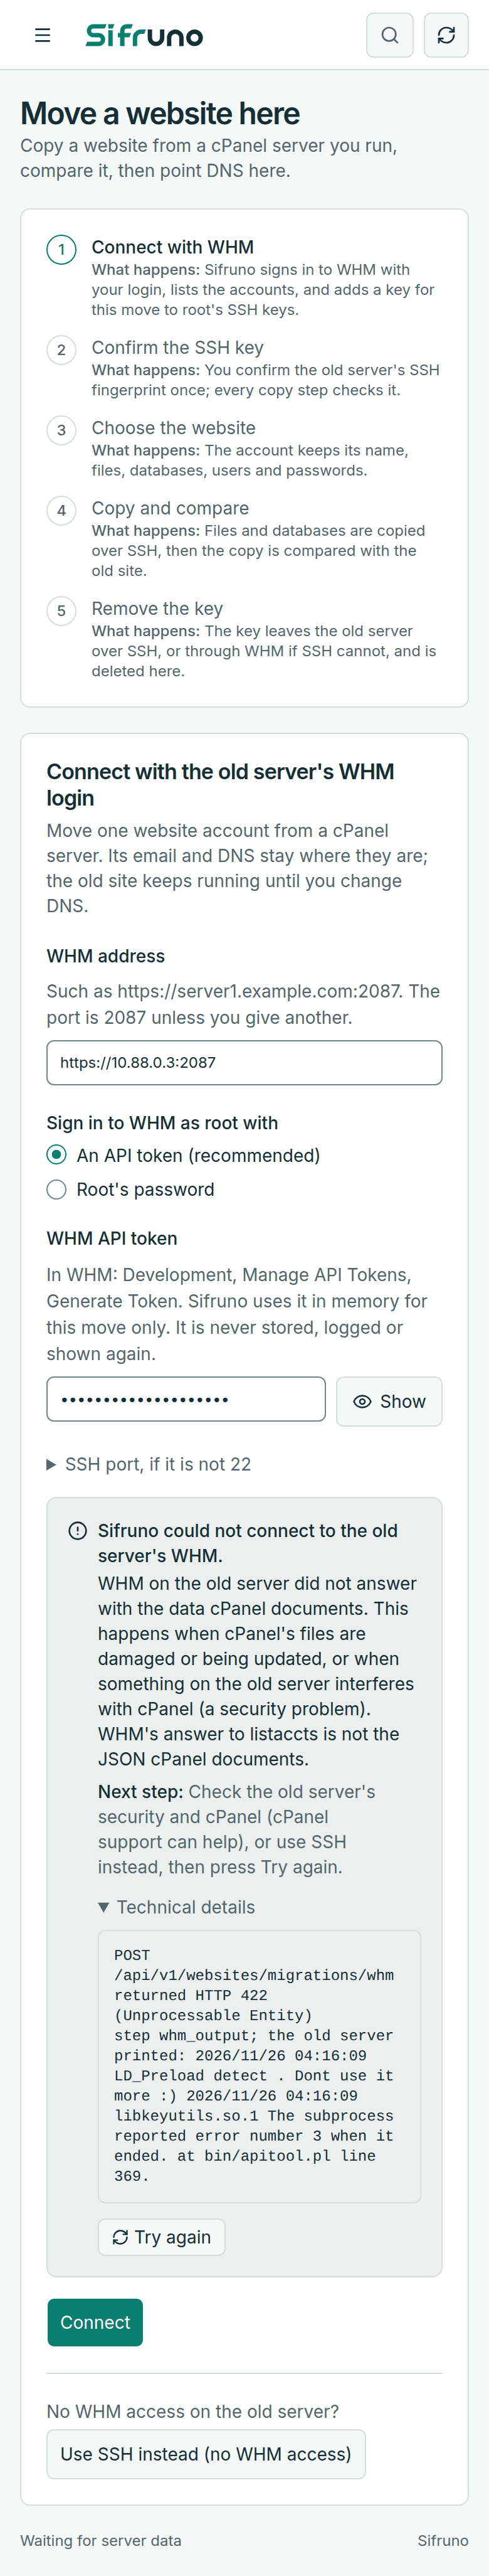 Sifruno
Move a website here
Copy a website from a cPanel server you run,
compare it, then point DNS here.
1
Connect with WHM
What happens: Sifruno signs in to WHM with
your login, lists the accounts, and adds a key for
this move to root's SSH keys.
2
Confirm the SSH key
What happens: You confirm the old server's SSH
fingerprint once; every copy step checks it.
3
Choose the website
What happens: The account keeps its name,
files, databases, users and passwords.
4
Copy and compare
What happens: Files and databases are copied
over SSH, then the copy is compared with the
old site.
5
Remove the key
What happens: The key leaves the old server
over SSH, or through WHM if SSH cannot, and is
deleted here.
Connect with the old server's WHM
login
Move one website account from a cPanel
server. Its email and DNS stay where they are;
the old site keeps running until you change
DNS.
WHM address
Such as https://server1.example.com:2087. The
port is 2087 unless you give another.
https://10.88.0.3:2087
Sign in to WHM as root with
An API token (recommended)
Root's password
WHM API token
In WHM: Development, Manage API Tokens,
Generate Token. Sifruno uses it in memory for
this move only. It is never stored, logged or
shown again.
••••••••••••••••••••
Show
SSH port, if it is not 22
Sifruno could not connect to the old
server's WHM.
WHM on the old server did not answer
with the data cPanel documents. This
happens when cPanel's files are
damaged or being updated, or when
something on the old server interferes
with cPanel (a security problem).
WHM's answer to listaccts is not the
JSON cPanel documents.
Next step: Check the old server's
security and cPanel (cPanel
support can help), or use SSH
instead, then press Try again.
Technical details
POST
/api/v1/websites/migrations/whm
returned HTTP 422
(Unprocessable Entity)
step whm_output; the old server
printed: 2026/11/26 04:16:09
LD_Preload detect . Dont use it
more :) 2026/11/26 04:16:09
libkeyutils.so.1 The subprocess
reported error number 3 when it
ended. at bin/apitool.pl line
369.
Try again
Connect
No WHM access on the old server?
Use SSH instead (no WHM access)
Waiting for server data
Sifruno